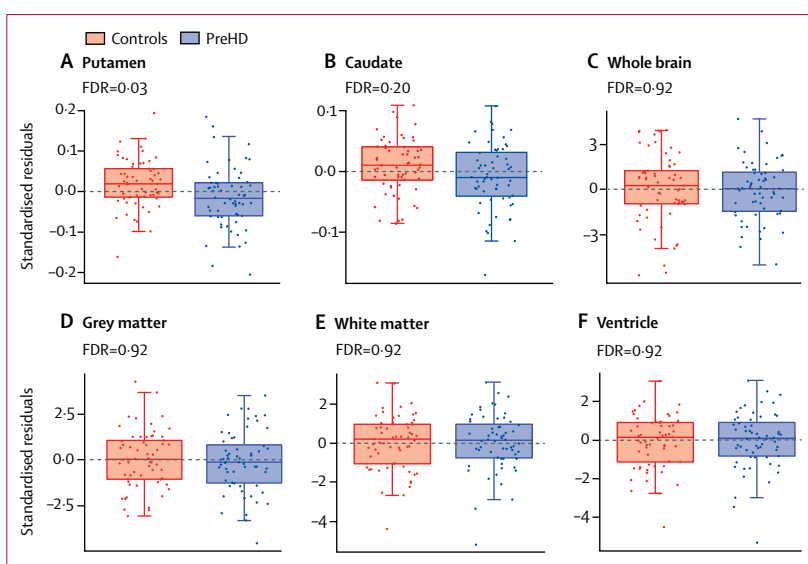 Controls PreHD
A Putamen
FDR=0·03
B Caudate
FDR=0·20
C Whole brain
FDR=0·92
Standardised residuals
0·2
0·1
0·0
−0·1
−0·2
0·1
0·0
−0·1
3
0
−3
D Grey matter
FDR=0·92
E White matter
FDR=0·92
F Ventricle
FDR=0·92
Standardised residuals
2·5
0·0
−2·5
2
0
−2
−4
2
0
−2
−4